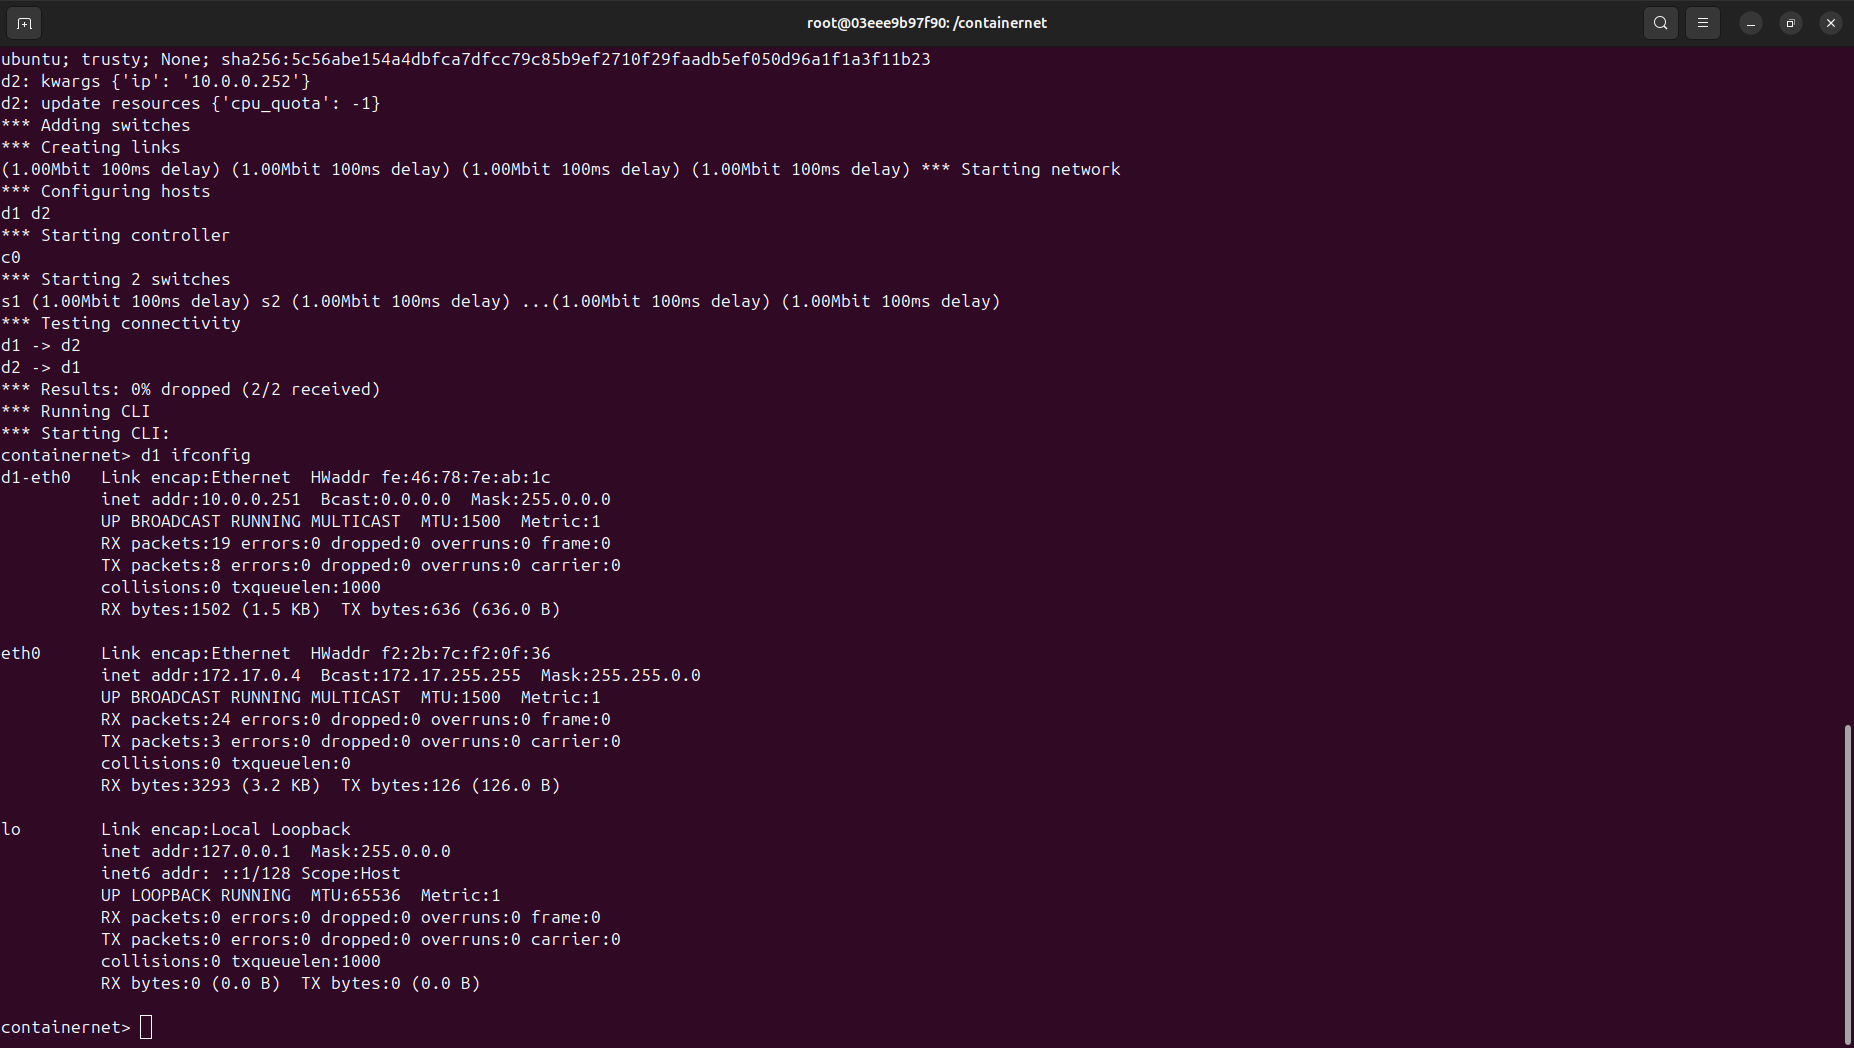 root@03eee9b97f90: /containernet
ubuntu; trusty; None; sha256:5c56abe154a4dbfca7dfcc79c85b9ef2710f29faadb5ef050d96a1f1a3f11b23
d2: kwargs {'ip': '10.0.0.252'}
d2: update resources {'cpu_quota': -1}
*** Adding switches
*** Creating links
(1.00Mbit 100ms delay) (1.00Mbit 100ms delay) (1.00Mbit 100ms delay) (1.00Mbit 100ms delay) *** Starting network
*** Configuring hosts
d1 d2
*** Starting controller
c0
*** Starting 2 switches
s1 (1.00Mbit 100ms delay) s2 (1.00Mbit 100ms delay) ...(1.00Mbit 100ms delay) (1.00Mbit 100ms delay)
*** Testing connectivity
d1 -> d2
d2 -> d1
*** Results: 0% dropped (2/2 received)
*** Running CLI
*** Starting CLI:
containernet> d1 ifconfig
d1-eth0   Link encap:Ethernet  HWaddr fe:46:78:7e:ab:1c
          inet addr:10.0.0.251  Bcast:0.0.0.0  Mask:255.0.0.0
          UP BROADCAST RUNNING MULTICAST  MTU:1500  Metric:1
          RX packets:19 errors:0 dropped:0 overruns:0 frame:0
          TX packets:8 errors:0 dropped:0 overruns:0 carrier:0
          collisions:0 txqueuelen:1000
          RX bytes:1502 (1.5 KB)  TX bytes:636 (636.0 B)
eth0      Link encap:Ethernet  HWaddr f2:2b:7c:f2:0f:36
          inet addr:172.17.0.4  Bcast:172.17.255.255  Mask:255.255.0.0
          UP BROADCAST RUNNING MULTICAST  MTU:1500  Metric:1
          RX packets:24 errors:0 dropped:0 overruns:0 frame:0
          TX packets:3 errors:0 dropped:0 overruns:0 carrier:0
          collisions:0 txqueuelen:0
          RX bytes:3293 (3.2 KB)  TX bytes:126 (126.0 B)
lo        Link encap:Local Loopback
          inet addr:127.0.0.1  Mask:255.0.0.0
          inet6 addr: ::1/128 Scope:Host
          UP LOOPBACK RUNNING  MTU:65536  Metric:1
          RX packets:0 errors:0 dropped:0 overruns:0 frame:0
          TX packets:0 errors:0 dropped:0 overruns:0 carrier:0
          collisions:0 txqueuelen:1000
          RX bytes:0 (0.0 B)  TX bytes:0 (0.0 B)
containernet>